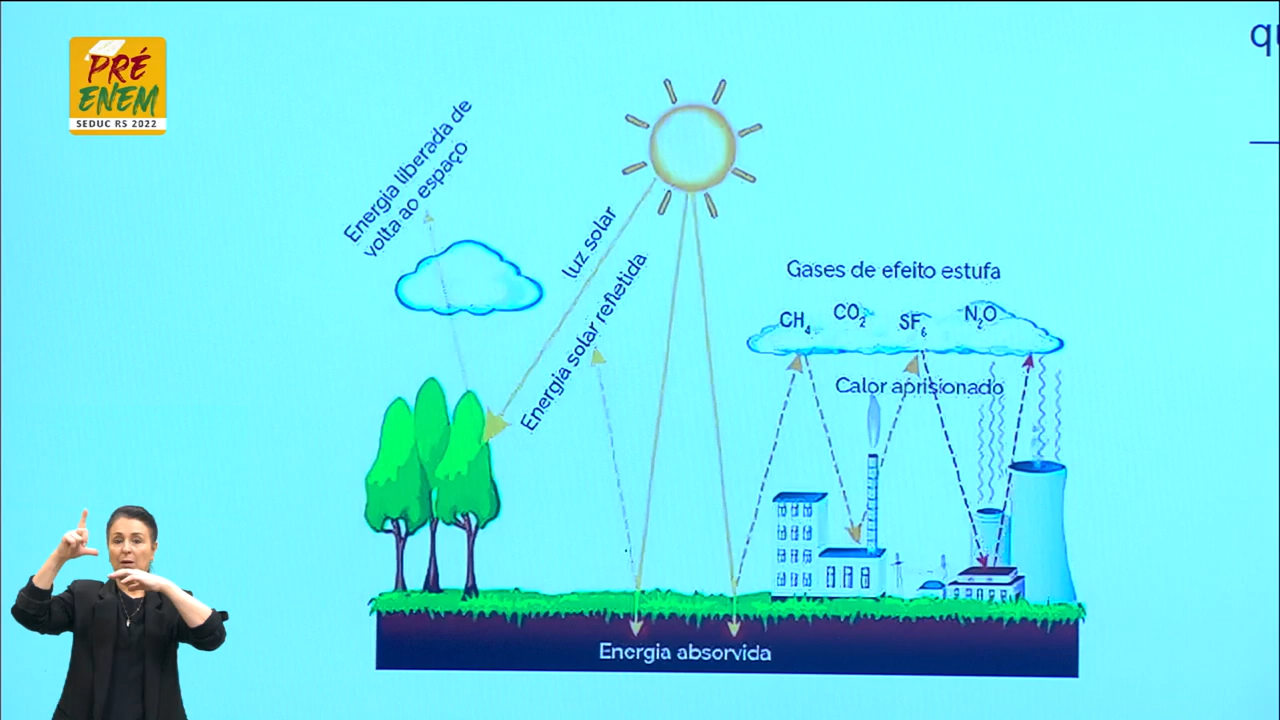 PRÉ
ENEM
SEDUC RS 2022
qu
Energia liberada de
volta ao espaço
luz solar
Energia solar refletida
Gases de efeito estufa
CH₄ CO₂ SF₆ N₂O
Calor aprisionado
Energia absorvida